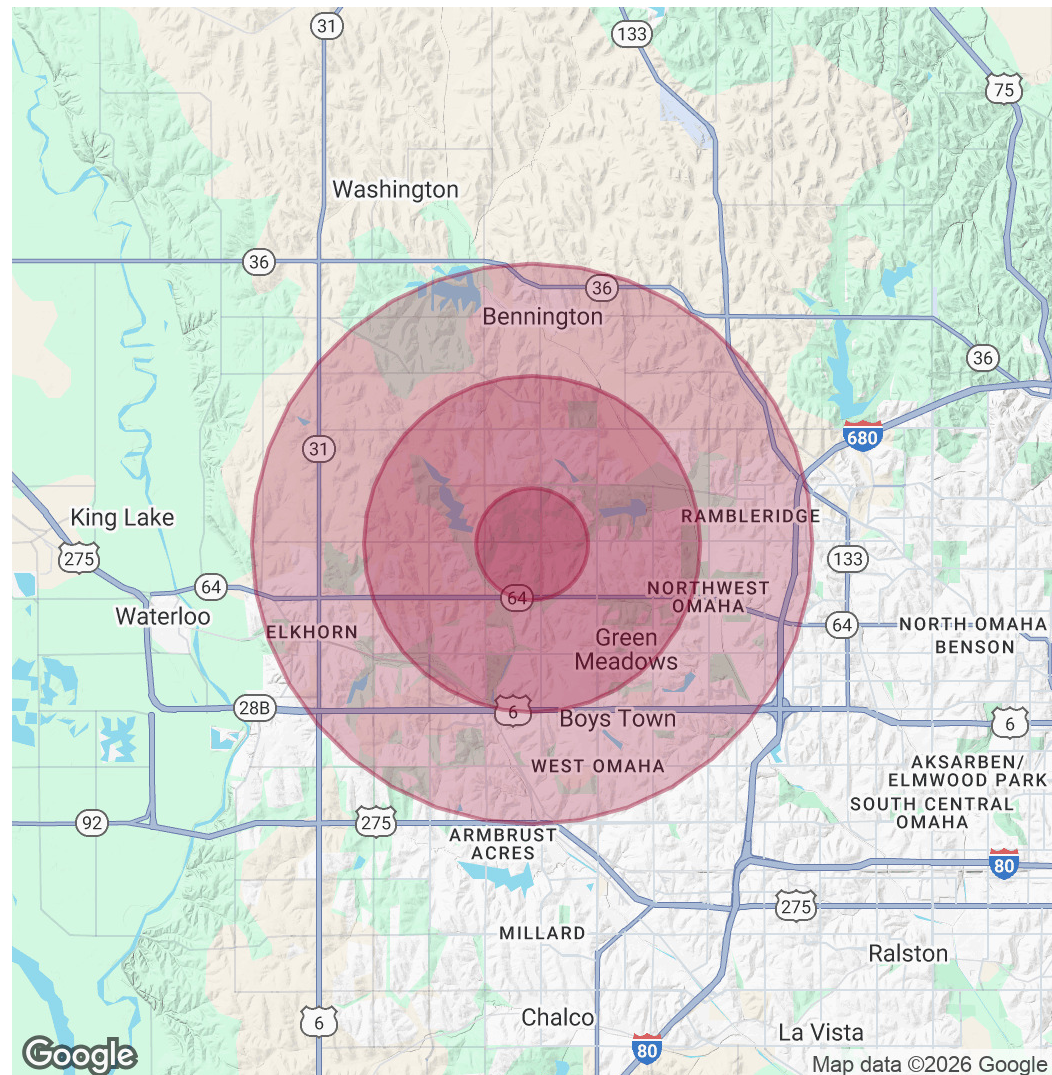 31
133
75
Washington
36
36
Bennington
36
680
31
King Lake
RAMBLERIDGE
275
133
64
64
NORTHWEST
OMAHA
Waterloo
64
NORTH OMAHA
ELKHORN
Green
Meadows
BENSON
28B
6
Boys Town
6
WEST OMAHA
AKSARBEN/
ELMWOOD PARK
SOUTH CENTRAL
OMAHA
92
275
ARMBRUST
ACRES
80
275
MILLARD
Ralston
Chalco
6
La Vista
80
Google
Map data ©2026 Google